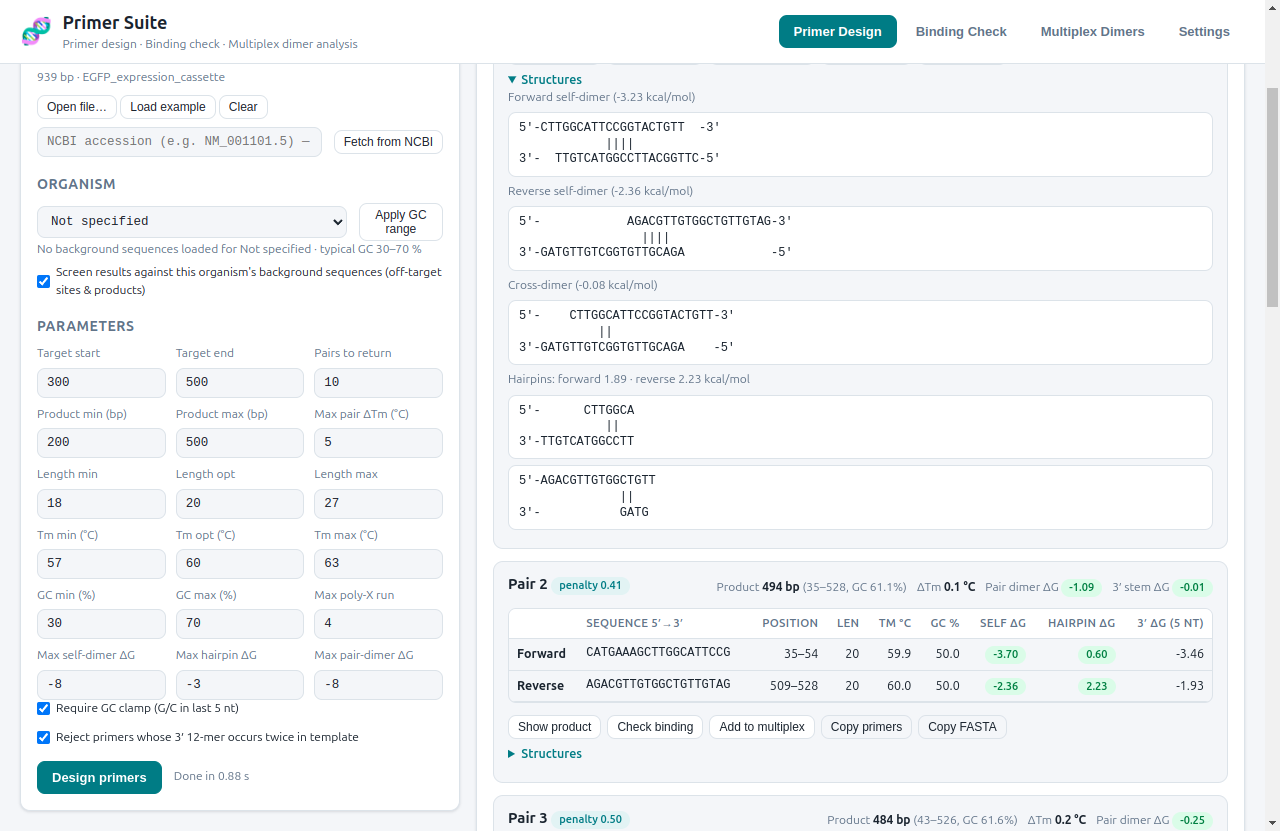 Primer Suite
Primer design · Binding check · Multiplex dimer analysis
Primer Design
Binding Check
Multiplex Dimers
Settings
939 bp · EGFP_expression_cassette
Open file…
Load example
Clear
NCBI accession (e.g. NM_001101.5) —
Fetch from NCBI
ORGANISM
Not specified
Apply GC
range
No background sequences loaded for Not specified · typical GC 30–70 %
Screen results against this organism's background sequences (off-target
sites & products)
PARAMETERS
Target start Target end Pairs to return
300 500 10
Product min (bp) Product max (bp) Max pair ΔTm (°C)
200 500 5
Length min Length opt Length max
18 20 27
Tm min (°C) Tm opt (°C) Tm max (°C)
57 60 63
GC min (%) GC max (%) Max poly-X run
30 70 4
Max self-dimer ΔG Max hairpin ΔG Max pair-dimer ΔG
-8 -3 -8
Require GC clamp (G/C in last 5 nt)
Reject primers whose 3′ 12-mer occurs twice in template
Design primers
Done in 0.88 s
▼ Structures
Forward self-dimer (-3.23 kcal/mol)
5'-CTTGGCATTCCGGTACTGTT  -3'
            ||||
3'-  TTGTCATGGCCTTACGGTTC-5'
Reverse self-dimer (-2.36 kcal/mol)
5'-            AGACGTTGTGGCTGTTGTAG-3'
                 ||||
3'-GATGTTGTCGGTGTTGCAGA            -5'
Cross-dimer (-0.08 kcal/mol)
5'-    CTTGGCATTCCGGTACTGTT-3'
           ||
3'-GATGTTGTCGGTGTTGCAGA    -5'
Hairpins: forward 1.89 · reverse 2.23 kcal/mol
5'-      CTTGGCA
            ||
3'-TTGTCATGGCCTT
5'-AGACGTTGTGGCTGTT
              ||
3'-           GATG
Pair 2 penalty 0.41 Product 494 bp (35–528, GC 61.1%) ΔTm 0.1 °C Pair dimer ΔG -1.09 3′ stem ΔG -0.01
SEQUENCE 5′→3′ POSITION LEN TM °C GC % SELF ΔG HAIRPIN ΔG 3′ ΔG (5 NT)
Forward CATGAAAGCTTGGCATTCCG 35–54 20 59.9 50.0 -3.70 0.60 -3.46
Reverse AGACGTTGTGGCTGTTGTAG 509–528 20 60.0 50.0 -2.36 2.23 -1.93
Show product
Check binding
Add to multiplex
Copy primers
Copy FASTA
▶ Structures
Pair 3 penalty 0.50 Product 484 bp (43–526, GC 61.6%) ΔTm 0.2 °C Pair dimer ΔG -0.25